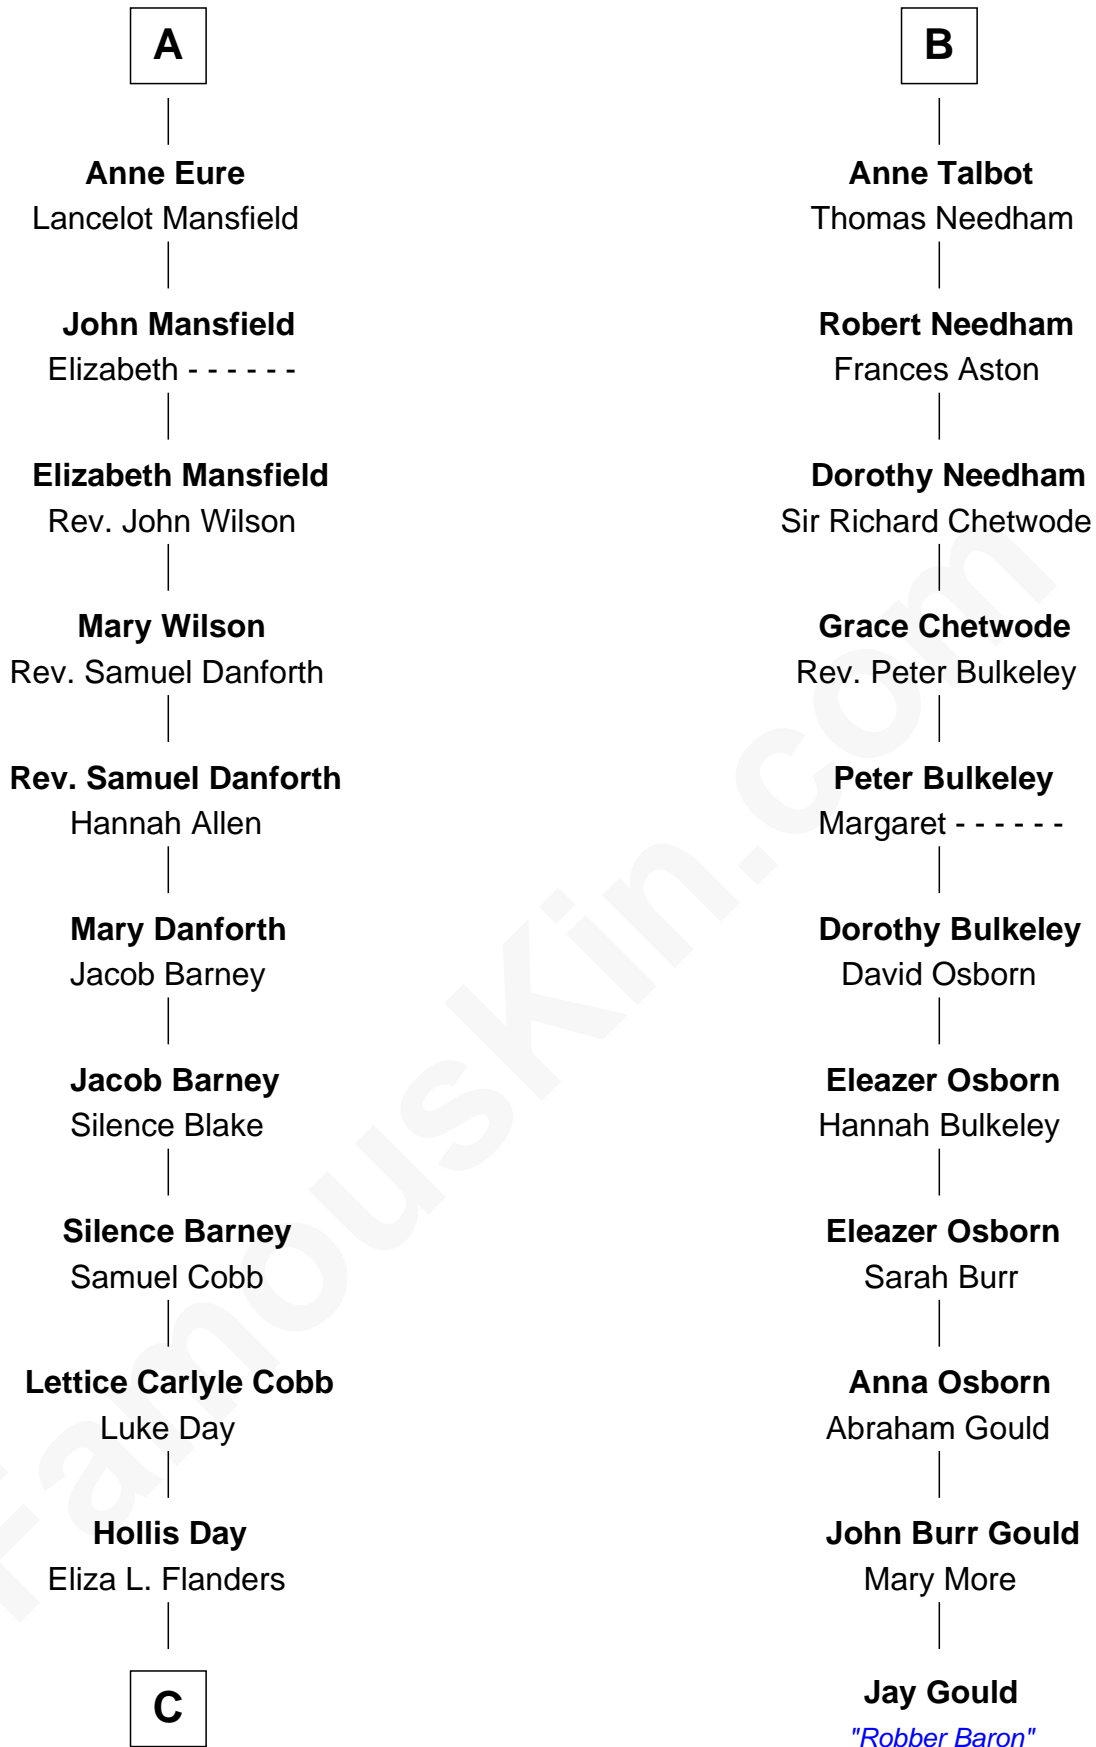 A
Anne Eure
Lancelot Mansfield
John Mansfield
Elizabeth - - - - - -
Elizabeth Mansfield
Rev. John Wilson
Mary Wilson
Rev. Samuel Danforth
Rev. Samuel Danforth
Hannah Allen
Mary Danforth
Jacob Barney
Jacob Barney
Silence Blake
Silence Barney
Samuel Cobb
Lettice Carlyle Cobb
Luke Day
Hollis Day
Eliza L. Flanders
C
B
Anne Talbot
Thomas Needham
Robert Needham
Frances Aston
Dorothy Needham
Sir Richard Chetwode
Grace Chetwode
Rev. Peter Bulkeley
Peter Bulkeley
Margaret - - - - - -
Dorothy Bulkeley
David Osborn
Eleazer Osborn
Hannah Bulkeley
Eleazer Osborn
Sarah Burr
Anna Osborn
Abraham Gould
John Burr Gould
Mary More
Jay Gould
"Robber Baron"
FamousKin.com